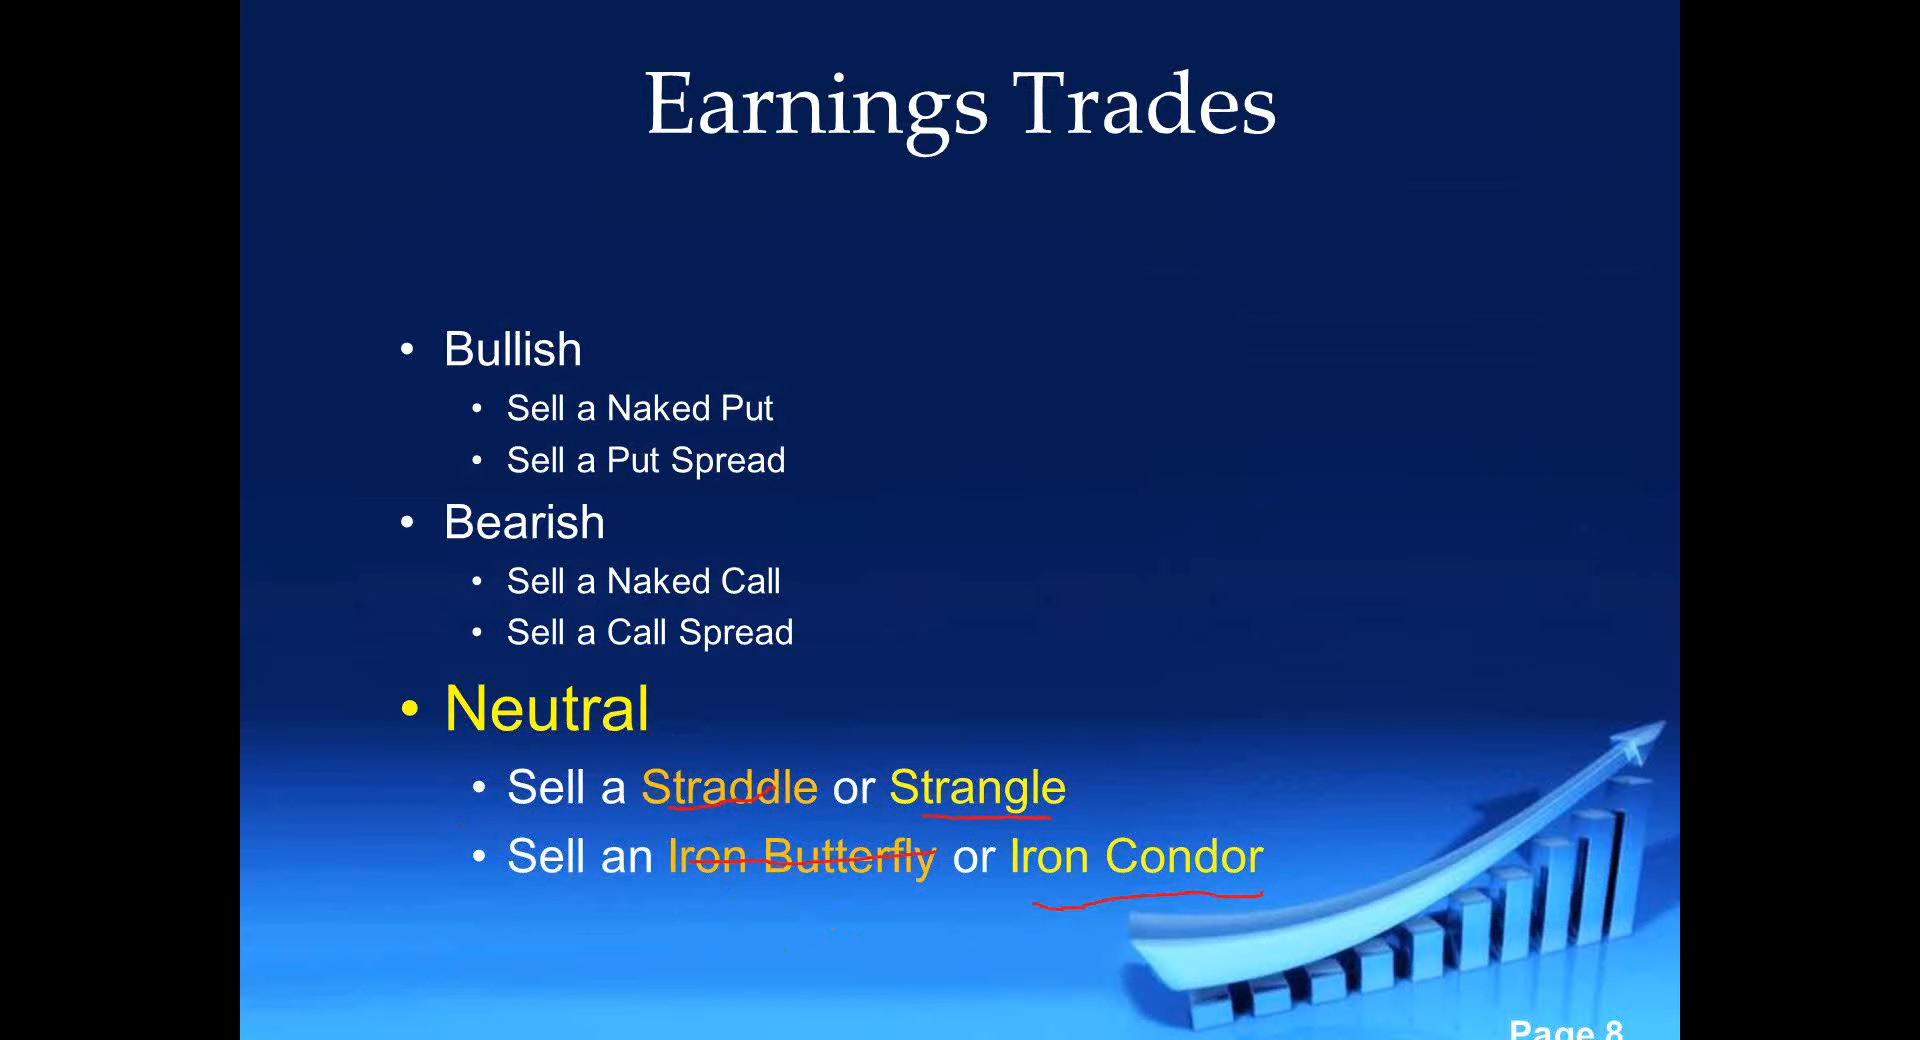 Earnings Trades
• Bullish
• Sell a Naked Put
• Sell a Put Spread
• Bearish
• Sell a Naked Call
• Sell a Call Spread
• Neutral
• Sell a Straddle or Strangle
• Sell an Iron Butterfly or Iron Condor
Page 8